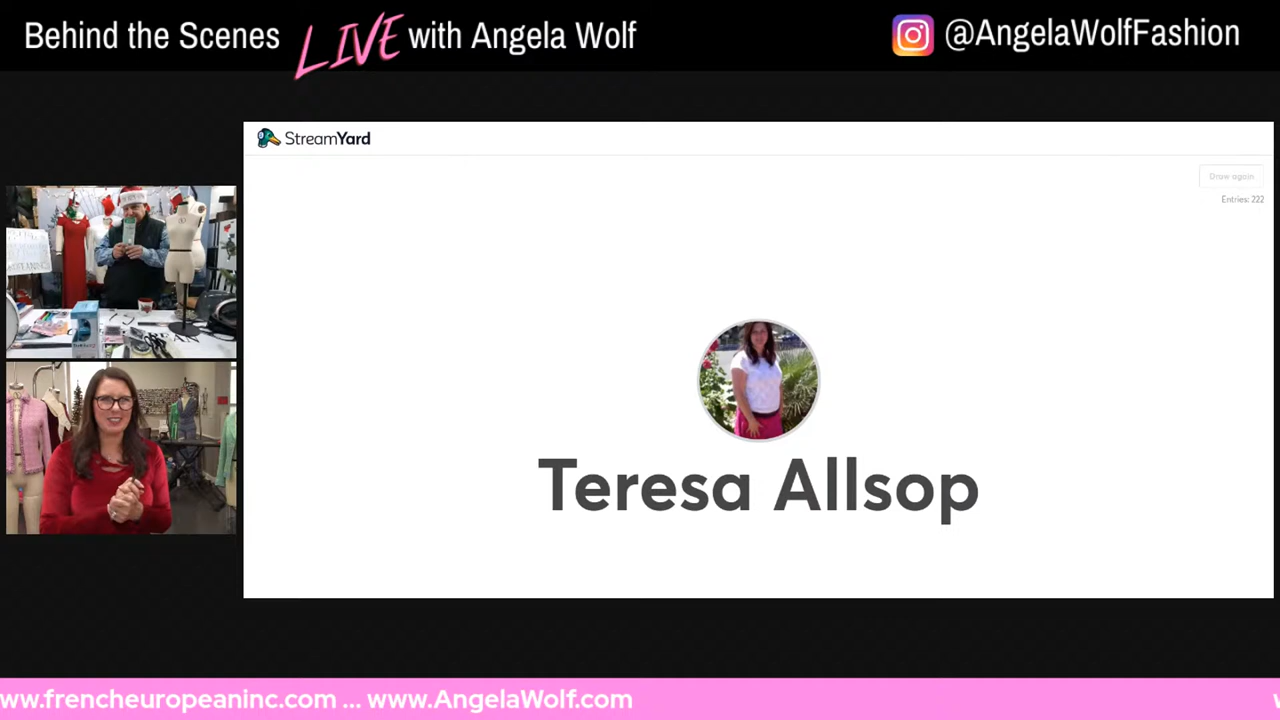 Behind the Scenes LIVE with Angela Wolf
@AngelaWolfFashion
StreamYard
Draw again
Entries: 222
Teresa Allsop
ww.frencheuropeaninc.com ... www.AngelaWolf.com